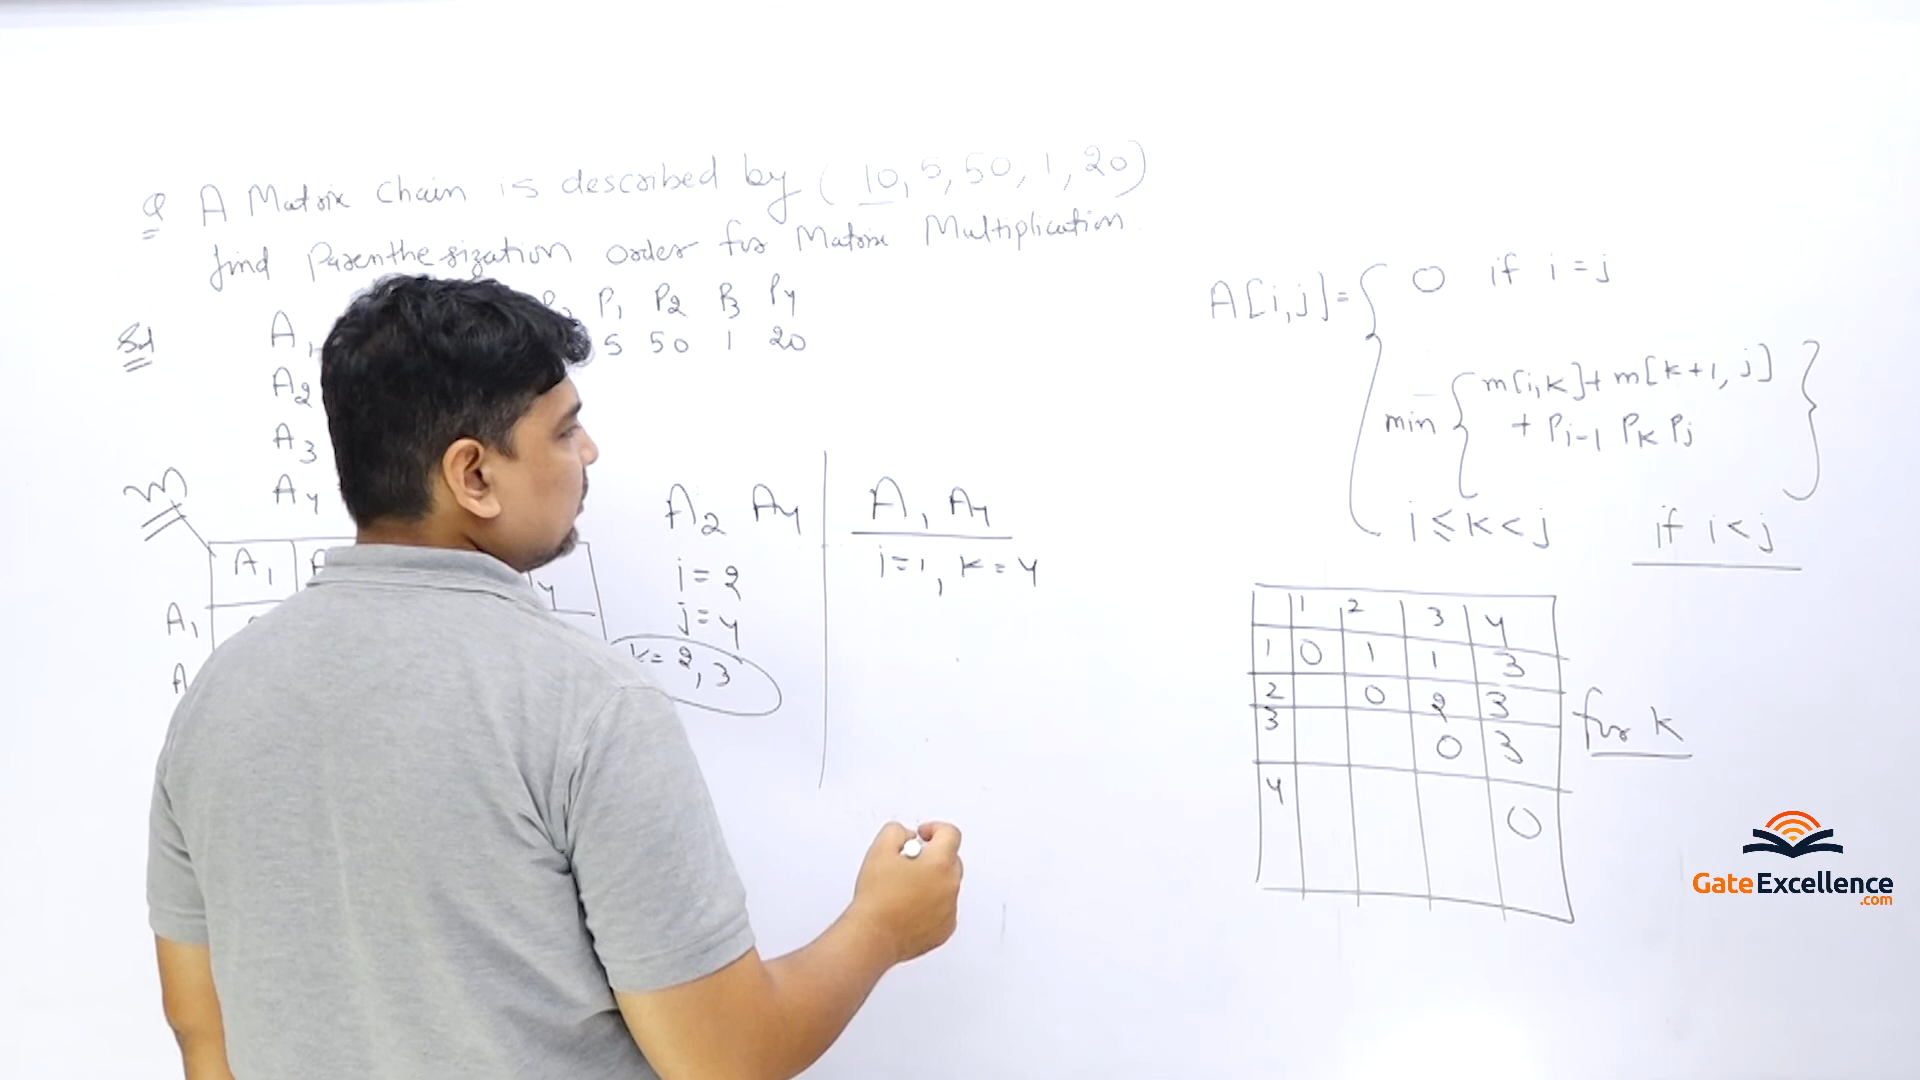 Q A Matrix Chain is described by (10, 5, 50, 1, 20)
find Parenthesization order for Matrix Multiplication.
P1 P2 P3 P4
Sol A1 5 50 1 20
A2
A3
A4
m
A1
A1
A
A2 A4
i = 2
j = 4
k = 2, 3
A1 A4
i=1, k=4
A[i,j] = 0 if i = j
min { m[i,k] + m[k+1, j]
+ Pi-1 Pk Pj }
i ≤ k < j if i < j
1 2 3 4
1 0 1 1 3
2 0 2 3
3 0 3
4 0
for k
GateExcellence
.com